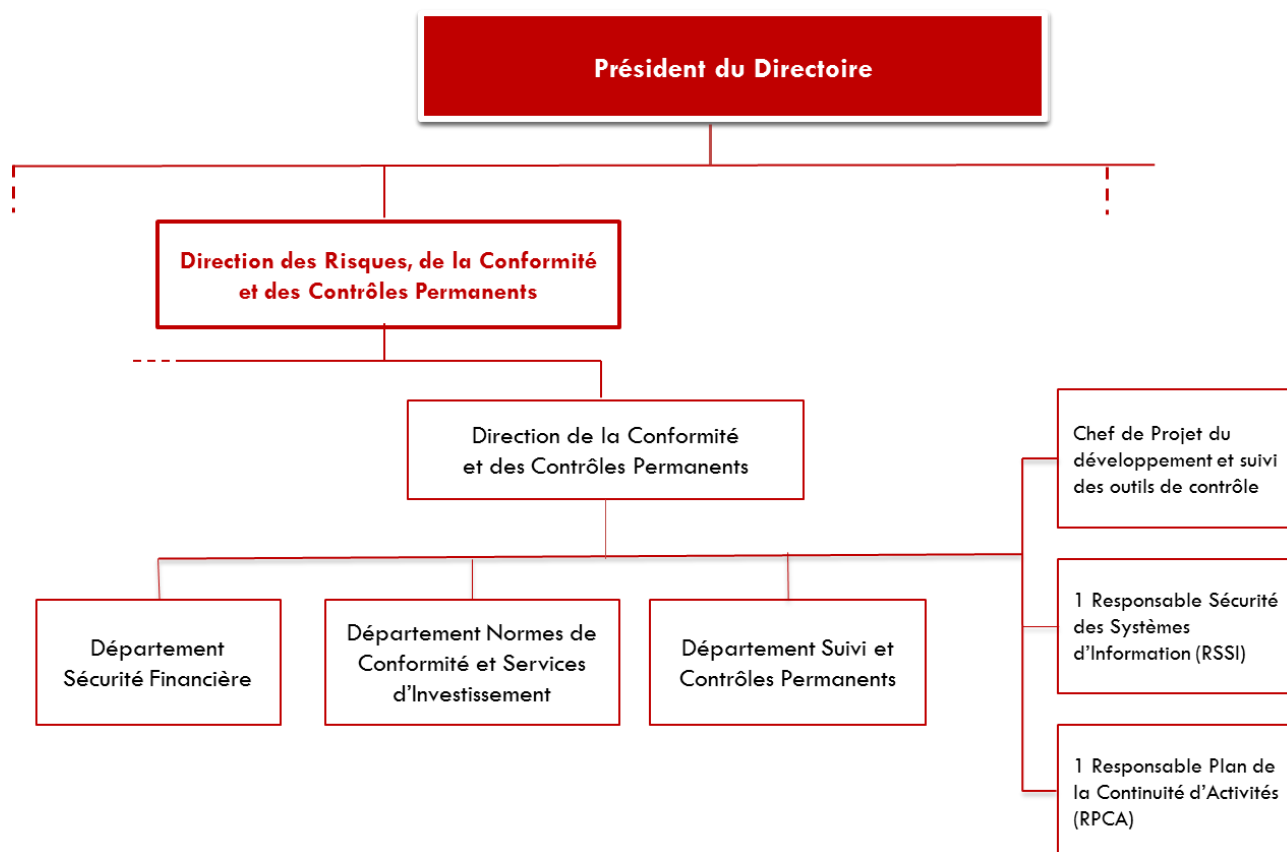 Président du Directoire
Direction des Risques, de la Conformité
et des Contrôles Permanents
Direction de la Conformité
et des Contrôles Permanents
Chef de Projet du
développement et suivi
des outils de contrôle
1 Responsable Sécurité
des Systèmes
d’Information (RSSI)
1 Responsable Plan de
la Continuité d’Activités
(RPCA)
Département
Sécurité Financière
Département Normes de
Conformité et Services
d’Investissement
Département Suivi et
Contrôles Permanents